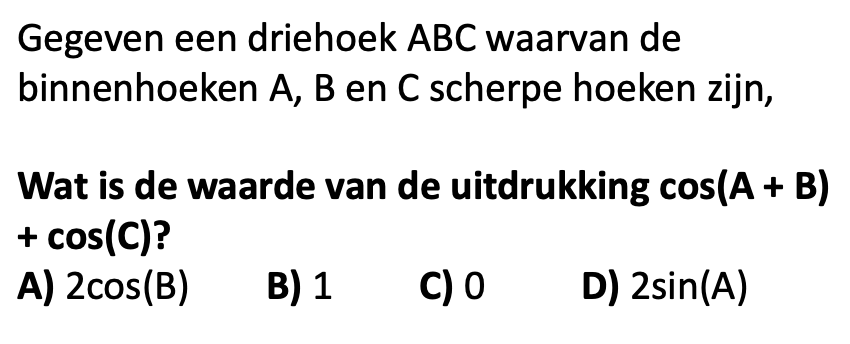 Gegeven een driehoek ABC waarvan de
binnenhoeken A, B en C scherpe hoeken zijn,
Wat is de waarde van de uitdrukking cos(A + B)
+ cos(C)?
A) 2cos(B) B) 1 C) 0 D) 2sin(A)